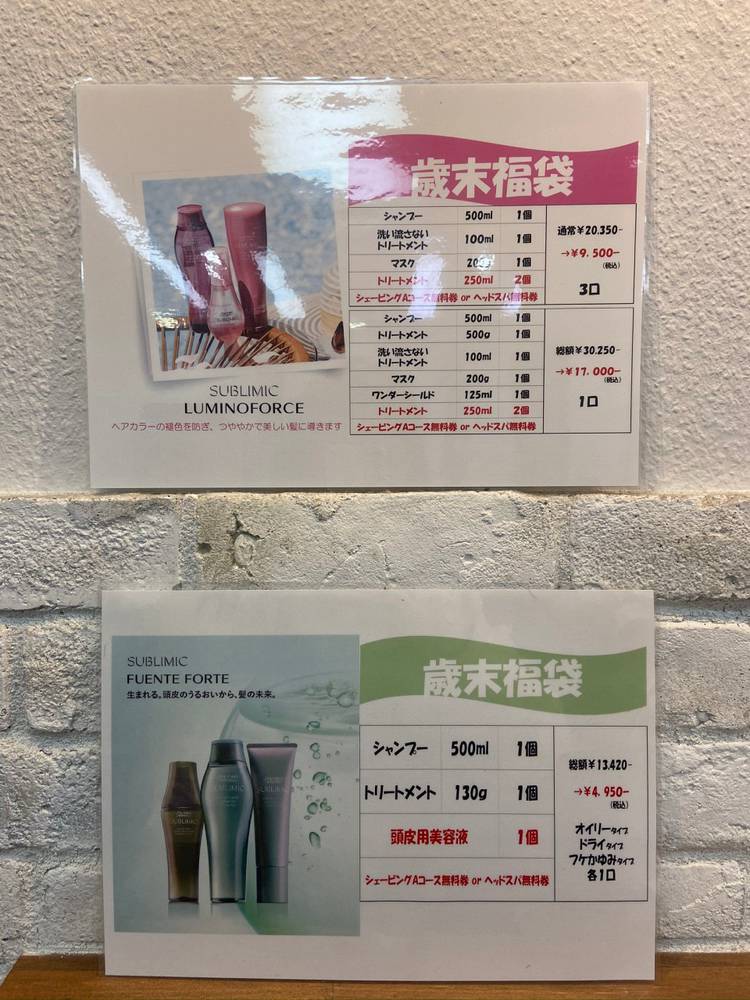 歳末福袋
シャンプー 500ml 1個
洗い流さない
トリートメント 100ml 1個
マスク 200g 1個
トリートメント 250ml 2個
シェービングAコース無料券 or ヘッドスパ無料券
通常¥20.350-
→¥9.500-
(税込)
3口
シャンプー 500ml 1個
トリートメント 500g 1個
洗い流さない
トリートメント 100ml 1個
マスク 200g 1個
ワンダーシールド 125ml 1個
トリートメント 250ml 2個
シェービングAコース無料券 or ヘッドスパ無料券
総額¥30.250-
→¥17.000-
(税込)
1口
SUBLIMIC
LUMINOFORCE
ヘアカラーの褪色を防ぎ、つややかで美しい髪に導きます
SUBLIMIC
FUENTE FORTE
生まれる。頭皮のうるおいから、髪の未来。
SUBLIMIC
歳末福袋
シャンプー 500ml 1個
トリートメント 130g 1個
頭皮用美容液 1個
シェービングAコース無料券 or ヘッドスパ無料券
総額¥13.420-
→¥4.950-
(税込)
オイリータイプ
ドライタイプ
フケかゆみタイプ
各1口